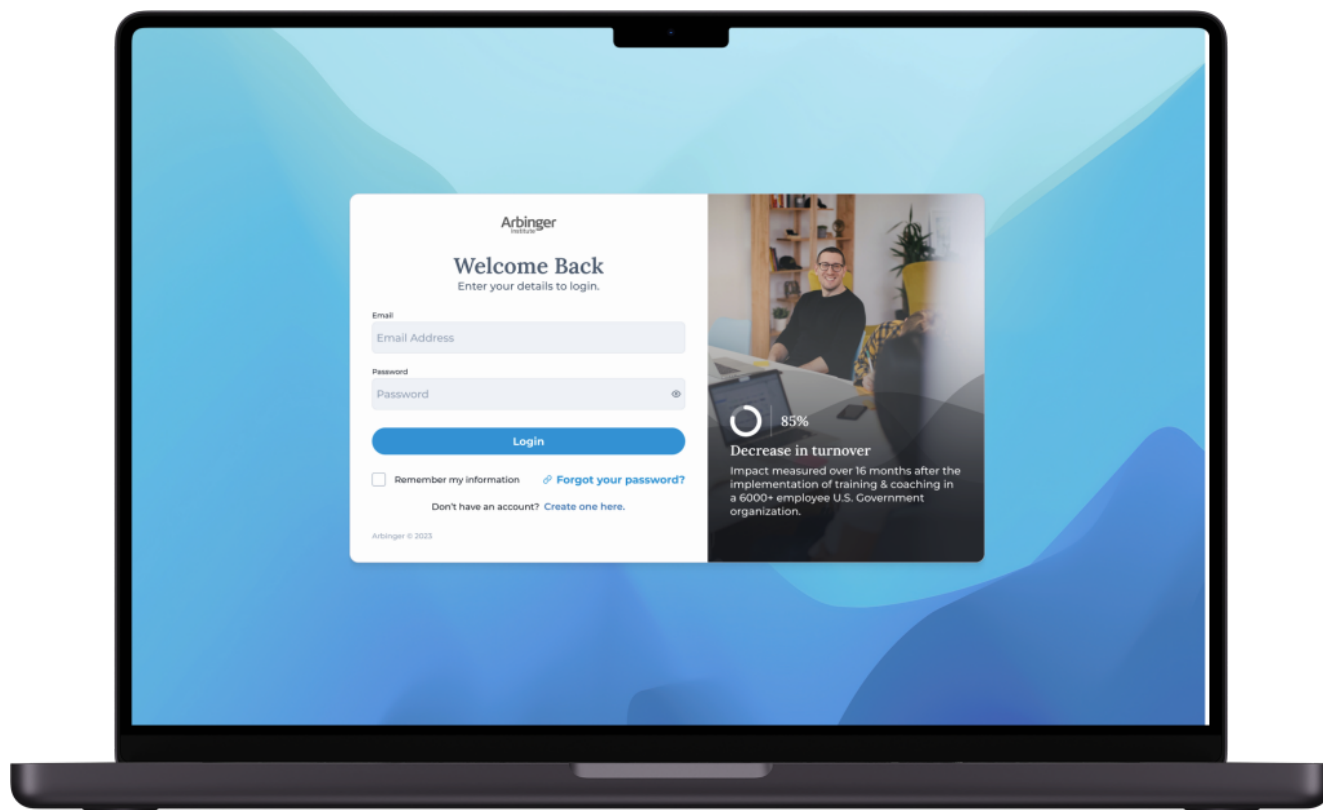 Arbinger
Institute
Welcome Back
Enter your details to login.
Email
Email Address
Password
Password
Login
Remember my information
Forgot your password?
Don't have an account? Create one here.
Arbinger © 2023
85%
Decrease in turnover
Impact measured over 16 months after the
implementation of training & coaching in
a 6000+ employee U.S. Government
organization.